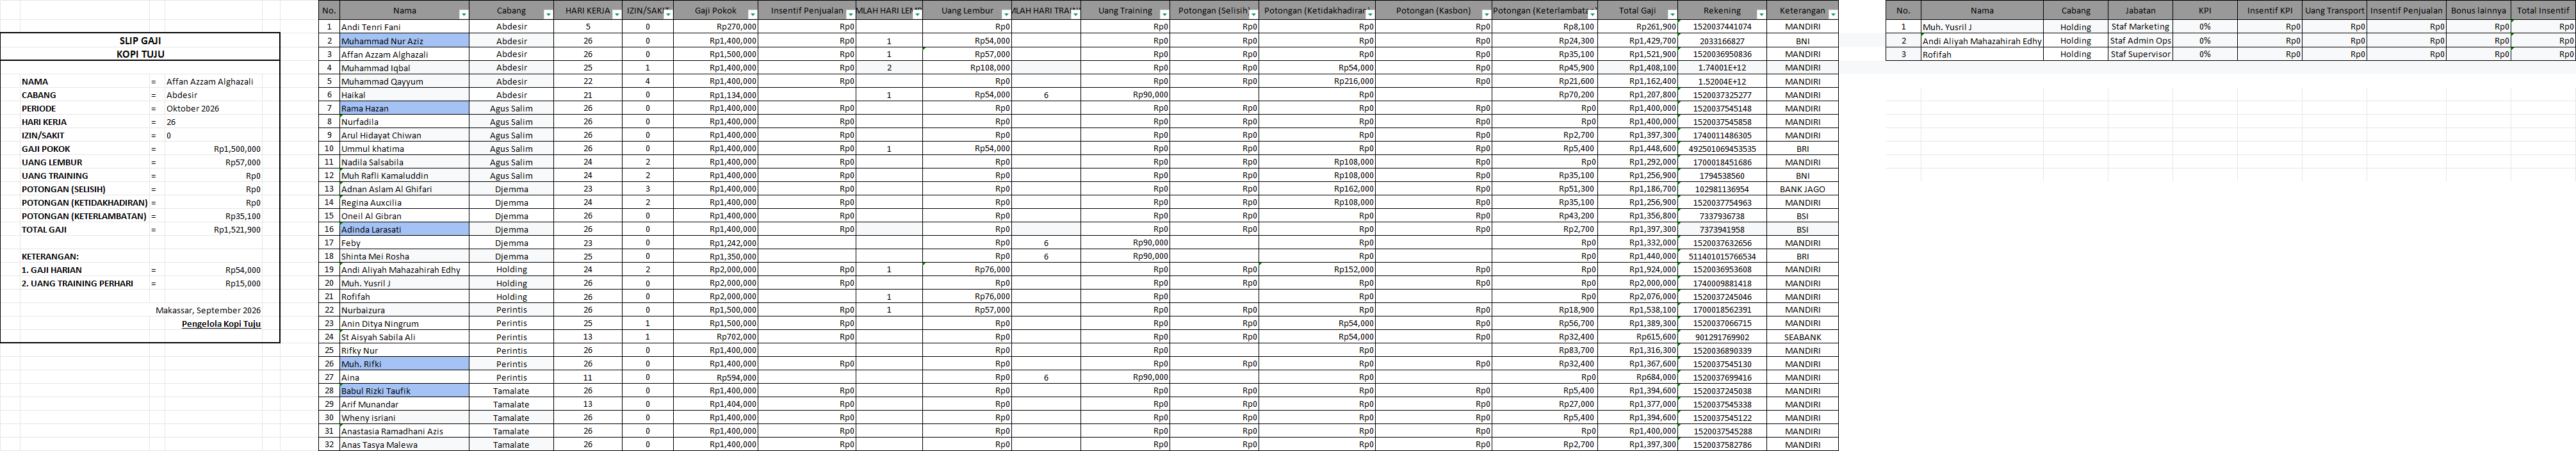 SLIP GAJI
KOPI TUJU
NAMA = Affan Azzam Alghazali
CABANG = Abdesir
PERIODE = Oktober 2026
HARI KERJA = 26
IZIN/SAKIT = 0
GAJI POKOK = Rp1,500,000
UANG LEMBUR = Rp57,000
UANG TRAINING = Rp0
POTONGAN (SELISIH) = Rp0
POTONGAN (KETIDAKHADIRAN) = Rp0
POTONGAN (KETERLAMBATAN) = Rp35,100
TOTAL GAJI = Rp1,521,900
KETERANGAN:
1. GAJI HARIAN = Rp54,000
2. UANG TRAINING PERHARI = Rp15,000
Makassar, September 2026
Pengelola Kopi Tuju
No. Nama Cabang HARI KERJA IZIN/SAKIT Gaji Pokok Insentif Penjualan MLAH HARI LEM Uang Lembur MLAH HARI TRAI Uang Training Potongan (Selisih) Potongan (Ketidakhadiran) Potongan (Kasbon) Potongan (Keterlambata Total Gaji Rekening Keterangan
1 Andi Tenri Fani Abdesir 5 0 Rp270,000 Rp0 Rp0 Rp0 Rp0 Rp0 Rp0 Rp8,100 Rp261,900 1520037441074 MANDIRI
2 Muhammad Nur Aziz Abdesir 26 0 Rp1,400,000 Rp0 1 Rp54,000 Rp0 Rp0 Rp0 Rp0 Rp24,300 Rp1,429,700 2033166827 BNI
3 Affan Azzam Alghazali Abdesir 26 0 Rp1,500,000 Rp0 1 Rp57,000 Rp0 Rp0 Rp0 Rp0 Rp35,100 Rp1,521,900 1520036950836 MANDIRI
4 Muhammad Iqbal Abdesir 25 1 Rp1,400,000 Rp0 2 Rp108,000 Rp0 Rp0 Rp54,000 Rp0 Rp45,900 Rp1,408,100 1.74001E+12 MANDIRI
5 Muhammad Qayyum Abdesir 22 4 Rp1,400,000 Rp0 Rp0 Rp0 Rp0 Rp216,000 Rp0 Rp21,600 Rp1,162,400 1.52004E+12 MANDIRI
6 Haikal Abdesir 21 0 Rp1,134,000 1 Rp54,000 6 Rp90,000 Rp0 Rp70,200 Rp1,207,800 1520037325277 MANDIRI
7 Rama Hazan Agus Salim 26 0 Rp1,400,000 Rp0 Rp0 Rp0 Rp0 Rp0 Rp0 Rp0 Rp1,400,000 1520037545148 MANDIRI
8 Nurfadila Agus Salim 26 0 Rp1,400,000 Rp0 Rp0 Rp0 Rp0 Rp0 Rp0 Rp0 Rp1,400,000 1520037545858 MANDIRI
9 Arul Hidayat Chiwan Agus Salim 26 0 Rp1,400,000 Rp0 Rp0 Rp0 Rp0 Rp0 Rp0 Rp2,700 Rp1,397,300 1740011486305 MANDIRI
10 Ummul khatima Agus Salim 26 0 Rp1,400,000 Rp0 1 Rp54,000 Rp0 Rp0 Rp0 Rp0 Rp5,400 Rp1,448,600 492501069453535 BRI
11 Nadila Salsabila Agus Salim 24 2 Rp1,400,000 Rp0 Rp0 Rp0 Rp0 Rp108,000 Rp0 Rp0 Rp1,292,000 1700018451686 MANDIRI
12 Muh Rafli Kamaluddin Agus Salim 24 2 Rp1,400,000 Rp0 Rp0 Rp0 Rp0 Rp108,000 Rp0 Rp35,100 Rp1,256,900 1794538560 BNI
13 Adnan Aslam Al Ghifari Djemma 23 3 Rp1,400,000 Rp0 Rp0 Rp0 Rp0 Rp162,000 Rp0 Rp51,300 Rp1,186,700 102981136954 BANK JAGO
14 Regina Auxcilia Djemma 24 2 Rp1,400,000 Rp0 Rp0 Rp0 Rp0 Rp108,000 Rp0 Rp35,100 Rp1,256,900 1520037754963 MANDIRI
15 Oneil Al Gibran Djemma 26 0 Rp1,400,000 Rp0 Rp0 Rp0 Rp0 Rp0 Rp0 Rp43,200 Rp1,356,800 7337936738 BSI
16 Adinda Larasati Djemma 26 0 Rp1,400,000 Rp0 Rp0 Rp0 Rp0 Rp0 Rp0 Rp2,700 Rp1,397,300 7373941958 BSI
17 Feby Djemma 23 0 Rp1,242,000 Rp0 6 Rp90,000 Rp0 Rp0 Rp1,332,000 1520037632656 MANDIRI
18 Shinta Mei Rosha Djemma 25 0 Rp1,350,000 Rp0 6 Rp90,000 Rp0 Rp0 Rp1,440,000 511401015766534 BRI
19 Andi Aliyah Mahazahirah Edhy Holding 24 2 Rp2,000,000 Rp0 1 Rp76,000 Rp0 Rp0 Rp152,000 Rp0 Rp0 Rp1,924,000 1520036953608 MANDIRI
20 Muh. Yusril J Holding 26 0 Rp2,000,000 Rp0 Rp0 Rp0 Rp0 Rp0 Rp0 Rp0 Rp2,000,000 1740009881418 MANDIRI
21 Rofifah Holding 26 0 Rp2,000,000 1 Rp76,000 Rp0 Rp0 Rp0 Rp2,076,000 1520037245046 MANDIRI
22 Nurbaizura Perintis 26 0 Rp1,500,000 Rp0 1 Rp57,000 Rp0 Rp0 Rp0 Rp0 Rp18,900 Rp1,538,100 1700018562391 MANDIRI
23 Anin Ditya Ningrum Perintis 25 1 Rp1,500,000 Rp0 Rp0 Rp0 Rp0 Rp54,000 Rp0 Rp56,700 Rp1,389,300 1520037066715 MANDIRI
24 St Aisyah Sabila Ali Perintis 13 1 Rp702,000 Rp0 Rp0 Rp0 Rp0 Rp54,000 Rp0 Rp32,400 Rp615,600 901291769902 SEABANK
25 Rifky Nur Perintis 26 0 Rp1,400,000 Rp0 Rp0 Rp0 Rp83,700 Rp1,316,300 1520036890339 MANDIRI
26 Muh. Rifki Perintis 26 0 Rp1,400,000 Rp0 Rp0 Rp0 Rp0 Rp0 Rp0 Rp32,400 Rp1,367,600 1520037545130 MANDIRI
27 Aina Perintis 11 0 Rp594,000 Rp0 6 Rp90,000 Rp0 Rp0 Rp684,000 1520037699416 MANDIRI
28 Babul Rizki Taufik Tamalate 26 0 Rp1,400,000 Rp0 Rp0 Rp0 Rp0 Rp0 Rp0 Rp5,400 Rp1,394,600 1520037245038 MANDIRI
29 Arif Munandar Tamalate 13 0 Rp1,404,000 Rp0 Rp0 Rp0 Rp0 Rp0 Rp0 Rp27,000 Rp1,377,000 1520037545338 MANDIRI
30 Wheny isriani Tamalate 26 0 Rp1,400,000 Rp0 Rp0 Rp0 Rp0 Rp0 Rp0 Rp5,400 Rp1,394,600 1520037545122 MANDIRI
31 Anastasia Ramadhani Azis Tamalate 26 0 Rp1,400,000 Rp0 Rp0 Rp0 Rp0 Rp0 Rp0 Rp0 Rp1,400,000 1520037545288 MANDIRI
32 Anas Tasya Malewa Tamalate 26 0 Rp1,400,000 Rp0 Rp0 Rp0 Rp0 Rp0 Rp0 Rp2,700 Rp1,397,300 1520037582786 MANDIRI
No. Nama Cabang Jabatan KPI Insentif KPI Uang Transport Insentif Penjualan Bonus lainnya Total Insentif
1 Muh. Yusril J Holding Staf Marketing 0% Rp0 Rp0 Rp0 Rp0 Rp0
2 Andi Aliyah Mahazahirah Edhy Holding Staf Admin Ops 0% Rp0 Rp0 Rp0 Rp0 Rp0
3 Rofifah Holding Staf Supervisor 0% Rp0 Rp0 Rp0 Rp0 Rp0